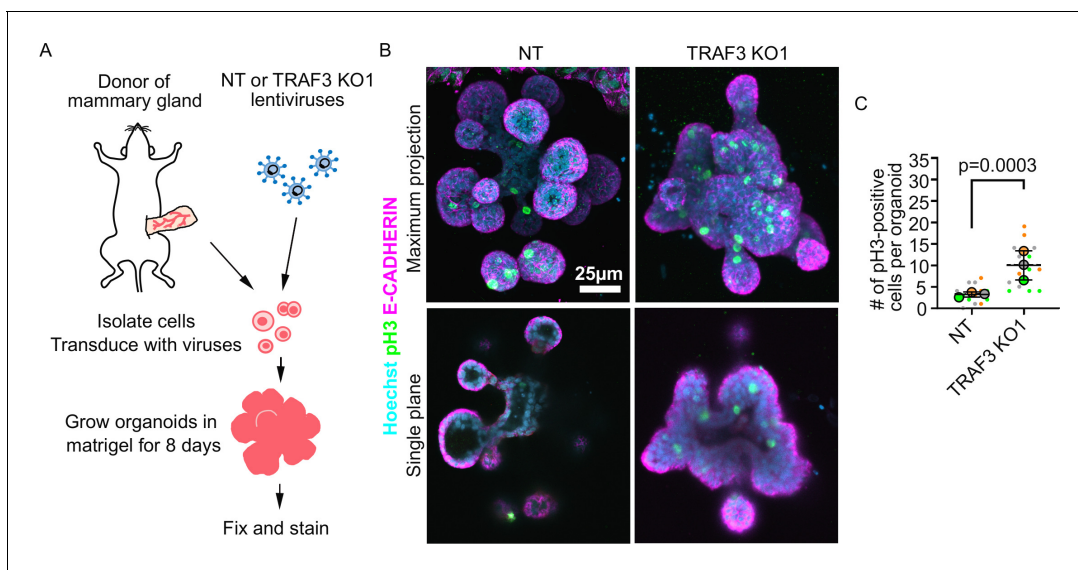 A
Donor of
mammary gland
NT or TRAF3 KO1
lentiviruses
Isolate cells
Transduce with viruses
Grow organoids in
matrigel for 8 days
Fix and stain
B
NT
TRAF3 KO1
Hoechst pH3 E-CADHERIN
Maximum projection
Single plane
25μm
C
# of pH3-positive
cells per organoid
p=0.0003
35
30
25
20
15
10
5
0
NT
TRAF3 KO1